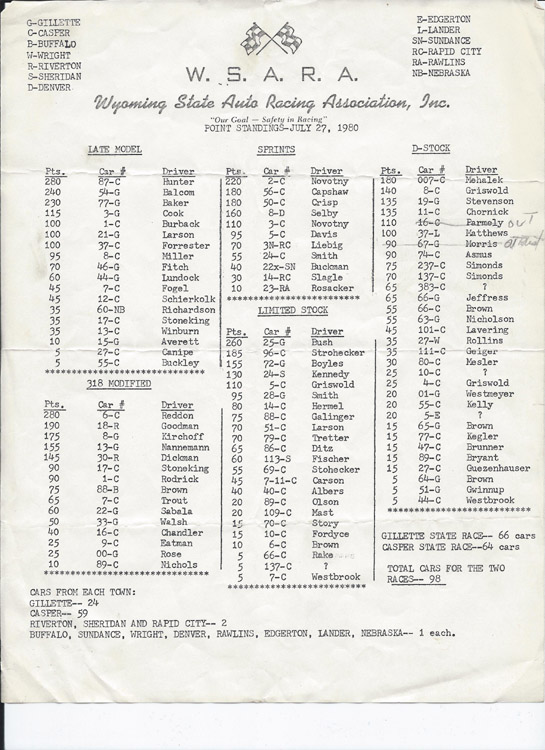 G-GILLETTE
C-CASPER
B-BUFFALO
W-WRIGHT
R-RIVERTON
S-SHERIDAN
D-DENVER
E-EDGERTON
L-LANDER
SN-SUNDANCE
RC-RAPID CITY
RA-RAWLINS
NB-NEBRASKA
W. S. A. R. A.
Wyoming State Auto Racing Association, Inc.
"Our Goal — Safety in Racing"
POINT STANDINGS-JULY 27, 1980
LATE MODEL
Pts. Car # Driver
280 87-C Hunter
240 54-G Balcom
230 77-G Baker
115 3-G Cook
100 1-C Burback
100 21-G Larson
100 37-C Forrester
95 8-C Miller
70 46-G Fitch
60 44-G Lundock
45 7-C Fogel
45 12-C Schierkolk
35 60-NB Richardson
35 17-C Stoneking
35 13-C Winburn
10 15-G Averett
5 27-C Canipe
5 55-C Buckley
******************************
318 MODIFIED
Pts. Car # Driver
280 6-C Reddon
190 18-R Goodman
175 8-G Kirchoff
155 13-G Nannemann
145 30-R Dickman
90 17-C Stoneking
90 1-C Rodrick
75 88-B Brown
65 7-C Trout
60 22-G Sabala
50 33-G Walsh
40 16-C Chandler
25 9-C Eatman
25 00-G Rose
10 89-C Nichols
******************************
SPRINTS
Pts. Car # Driver
220 2-C Novotny
180 56-C Capshaw
180 50-C Crisp
160 8-D Selby
110 3-C Novotny
95 5-C Davis
70 3N-RC Liebig
55 24-C Smith
40 22x-SN Buckman
30 14-RC Slagle
10 23-RA Rosacker
*************************
LIMITED STOCK
Pts. Car # Driver
260 25-G Bush
185 96-C Strohecker
155 72-G Boyles
130 24-S Kennedy
110 5-C Griswold
95 28-G Smith
80 14-C Hermel
75 88-C Galinger
70 51-C Larson
70 79-C Tretter
65 86-C Ditz
60 113-S Fischer
55 69-C Stohecker
45 7-11-C Carson
40 40-C Albers
20 89-C Olson
20 109-C Mast
15 70-C Story
15 10-C Fordyce
10 6-C Brown
5 66-C Rake
5 137-C ?
5 7-C Westbrook
*************************
D-STOCK
Pts. Car # Driver
180 007-C Mehalek
140 8-C Griswold
135 19-G Stevenson
135 11-C Chornick
110 16-C Parmely OUT
100 37-L Matthews
90 67-G Morris
90 74-C Asmus
75 237-C Simonds
70 137-C Simonds
65 383-C ?
65 66-G Jeffress
55 66-C Brown
55 63-G Nicholson
45 101-C Lavering
35 27-W Rollins
35 111-C Geiger
30 80-C Mesler
25 10-C ?
25 4-C Griswold
20 01-G Westmeyer
20 55-C Kelly
20 5-E ?
15 65-G Brown
15 77-C Kegler
15 47-C Brunner
15 89-C Bryant
15 27-C Guezenhauser
5 64-G Brown
5 51-G Gwinnup
5 44-C Westbrook
***************************
GILLETTE STATE RACE-- 66 cars
CASPER STATE RACE--64 cars
TOTAL CARS FOR THE TWO
RACES-- 98
CARS FROM EACH TOWN:
GILLETTE-- 24
CASPER-- 59
RIVERTON, SHERIDAN AND RAPID CITY-- 2
BUFFALO, SUNDANCE, WRIGHT, DENVER, RAWLINS, EDGERTON, LANDER, NEBRASKA-- 1 each.